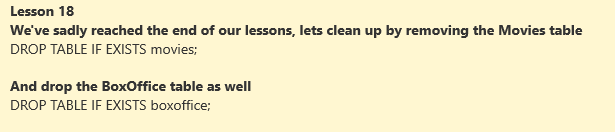 Lesson 18
We've sadly reached the end of our lessons, lets clean up by removing the Movies table
DROP TABLE IF EXISTS movies;
And drop the BoxOffice table as well
DROP TABLE IF EXISTS boxoffice;